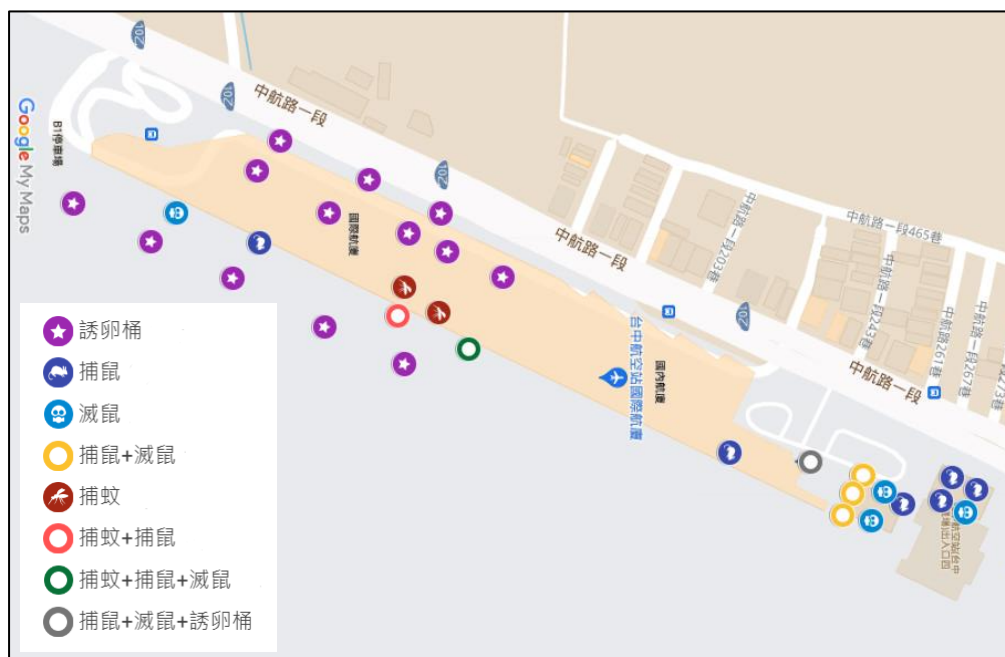 102
102
102
102
中航路一段
中航路一段
中航路一段
中航路一段465巷
中航路一段203巷
中航路一段243巷
中航路261巷
中航路一段267巷
B1停車場
Google My Maps
國際航廈
國內航廈
台中航空站國際航廈
誘卵桶
捕鼠
滅鼠
捕鼠+滅鼠
捕蚊
捕蚊+捕鼠
捕蚊+捕鼠+滅鼠
捕鼠+滅鼠+誘卵桶